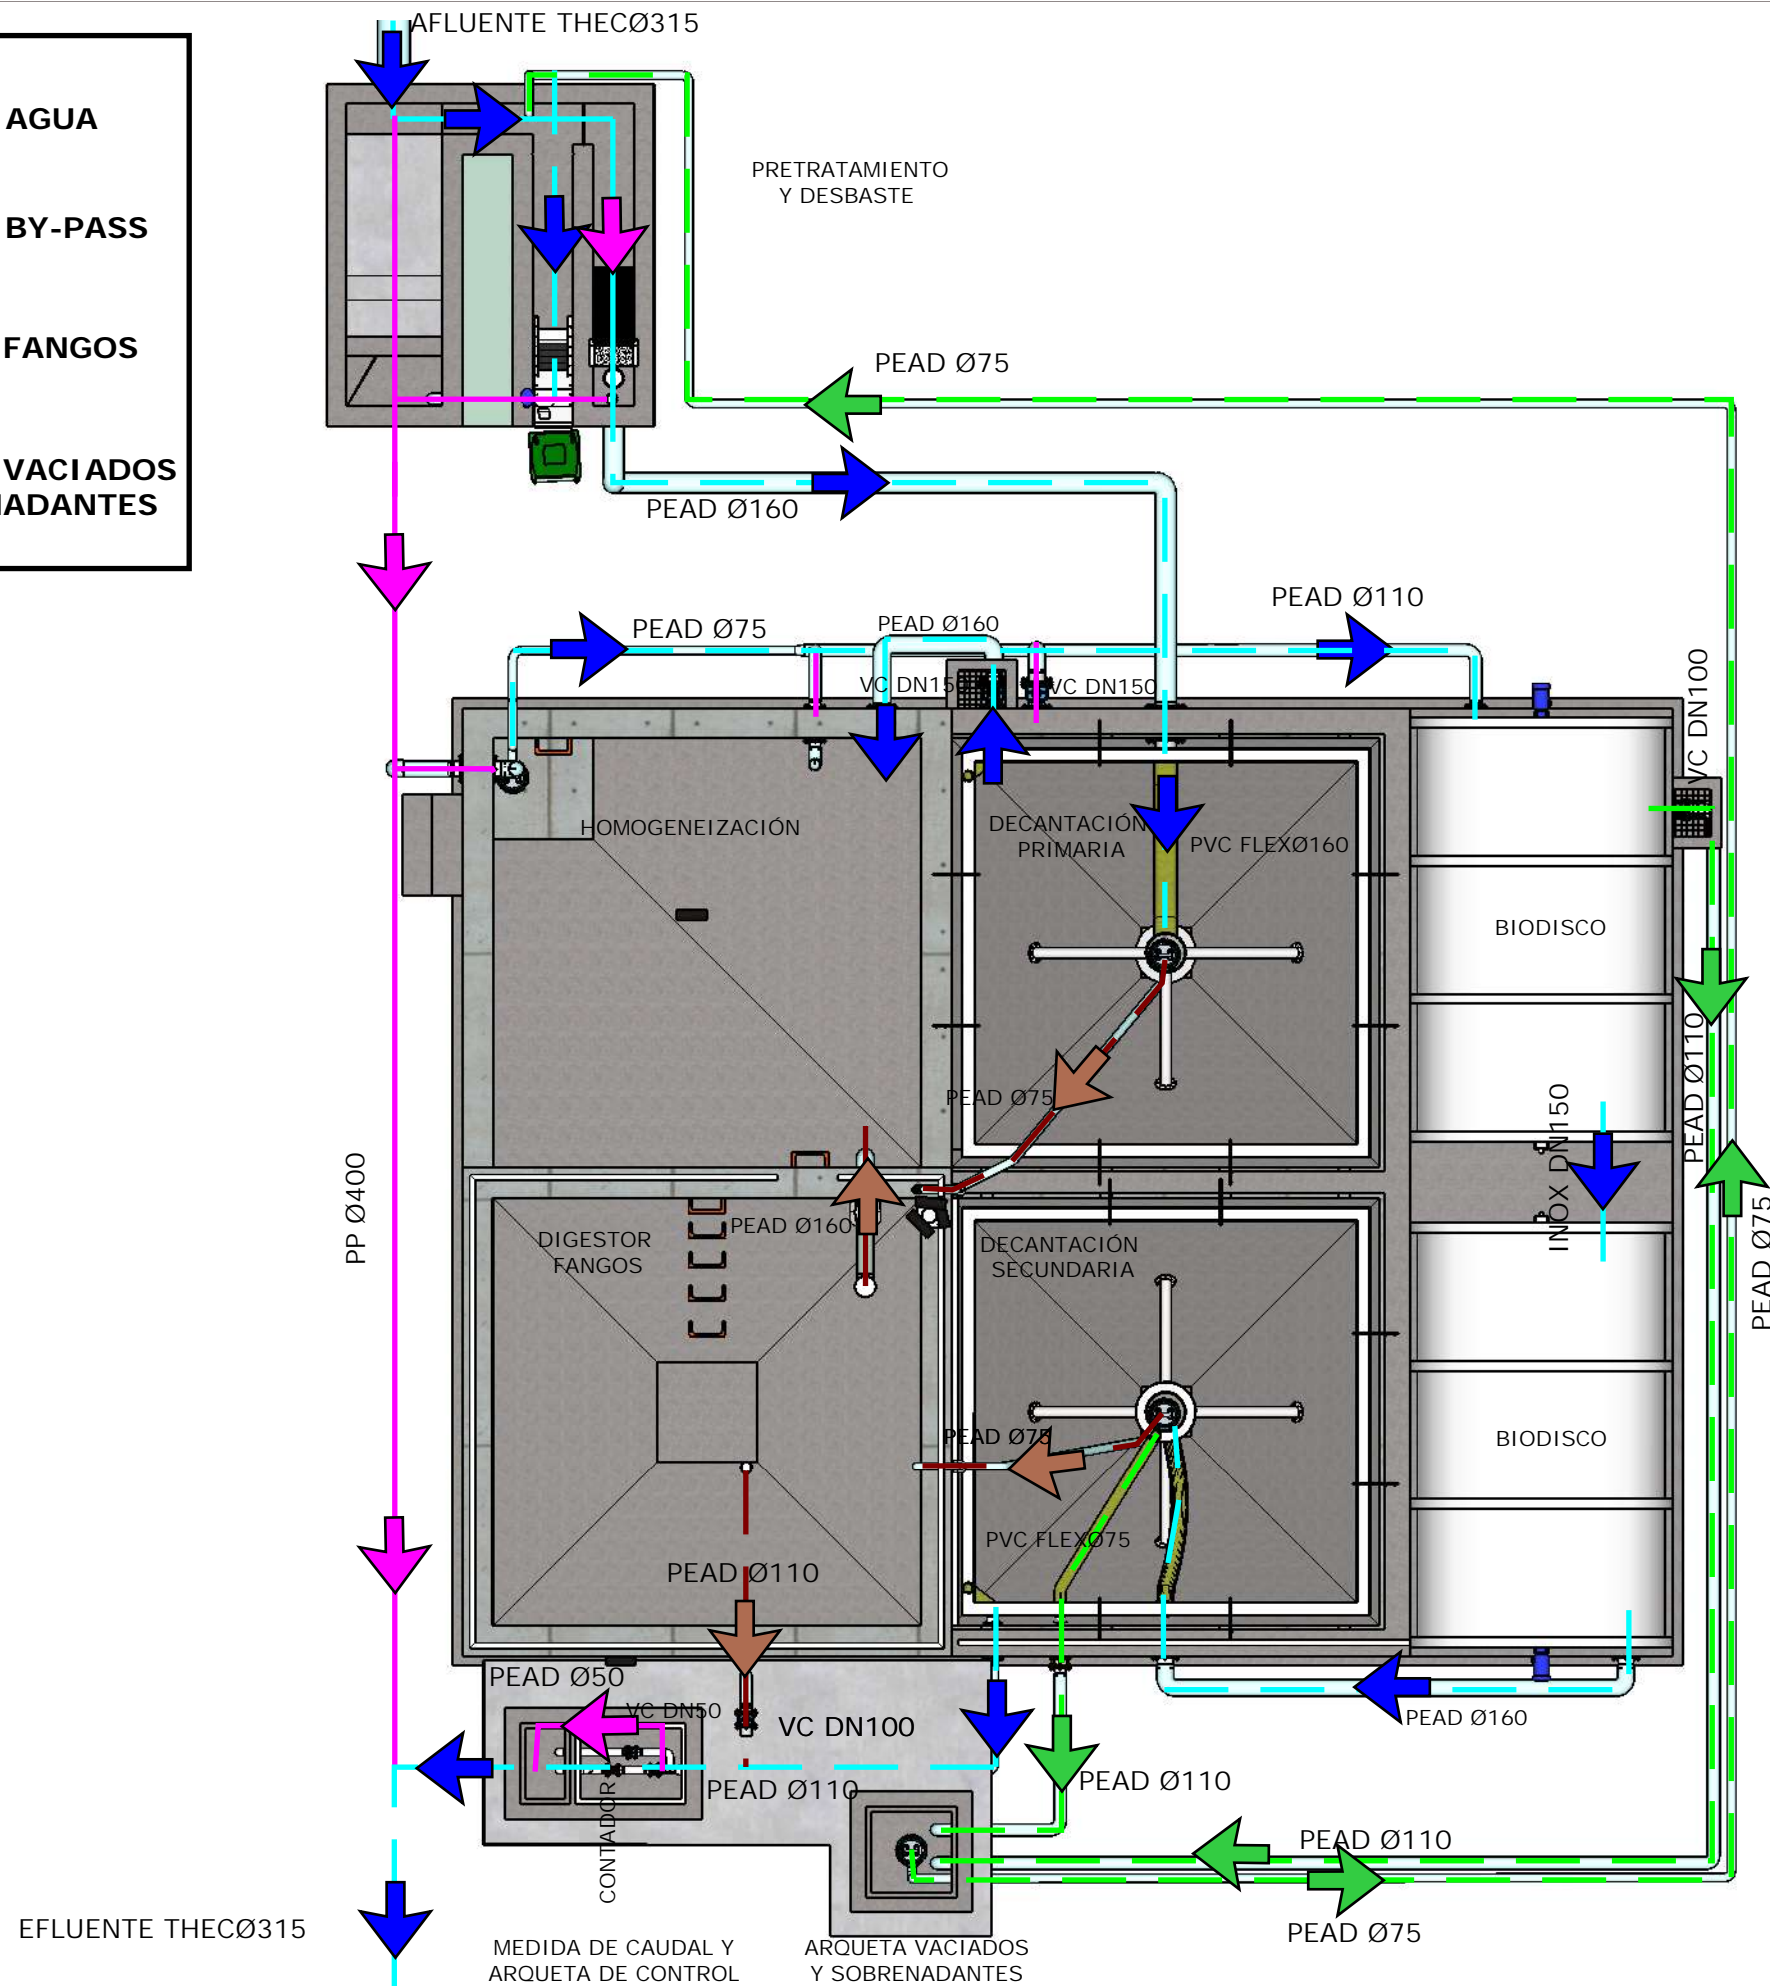 AFLUENTE THECØ315
AGUA
BY-PASS
FANGOS
VACIADOS
PRETRATAMIENTO
Y DESBASTE
PEAD Ø75
PEAD Ø160
PEAD Ø110
PEAD Ø75
PEAD Ø160
VC DN150
VC DN150
VC DN100
HOMOGENEIZACIÓN
DECANTACIÓN
PRIMARIA
PVC FLEXØ160
BIODISCO
PEAD Ø75
PEAD Ø110
INOX DN150
PP Ø400
PEAD Ø75
PEAD Ø160
DIGESTOR
FANGOS
DECANTACIÓN
SECUNDARIA
PEAD Ø75
BIODISCO
PVC FLEXØ75
PEAD Ø110
PEAD Ø50
VC DN50
VC DN100
PEAD Ø160
PEAD Ø110
PEAD Ø110
CONTADOR
PEAD Ø110
PEAD Ø75
EFLUENTE THECØ315
MEDIDA DE CAUDAL Y
ARQUETA DE CONTROL
ARQUETA VACIADOS
Y SOBRENADANTES